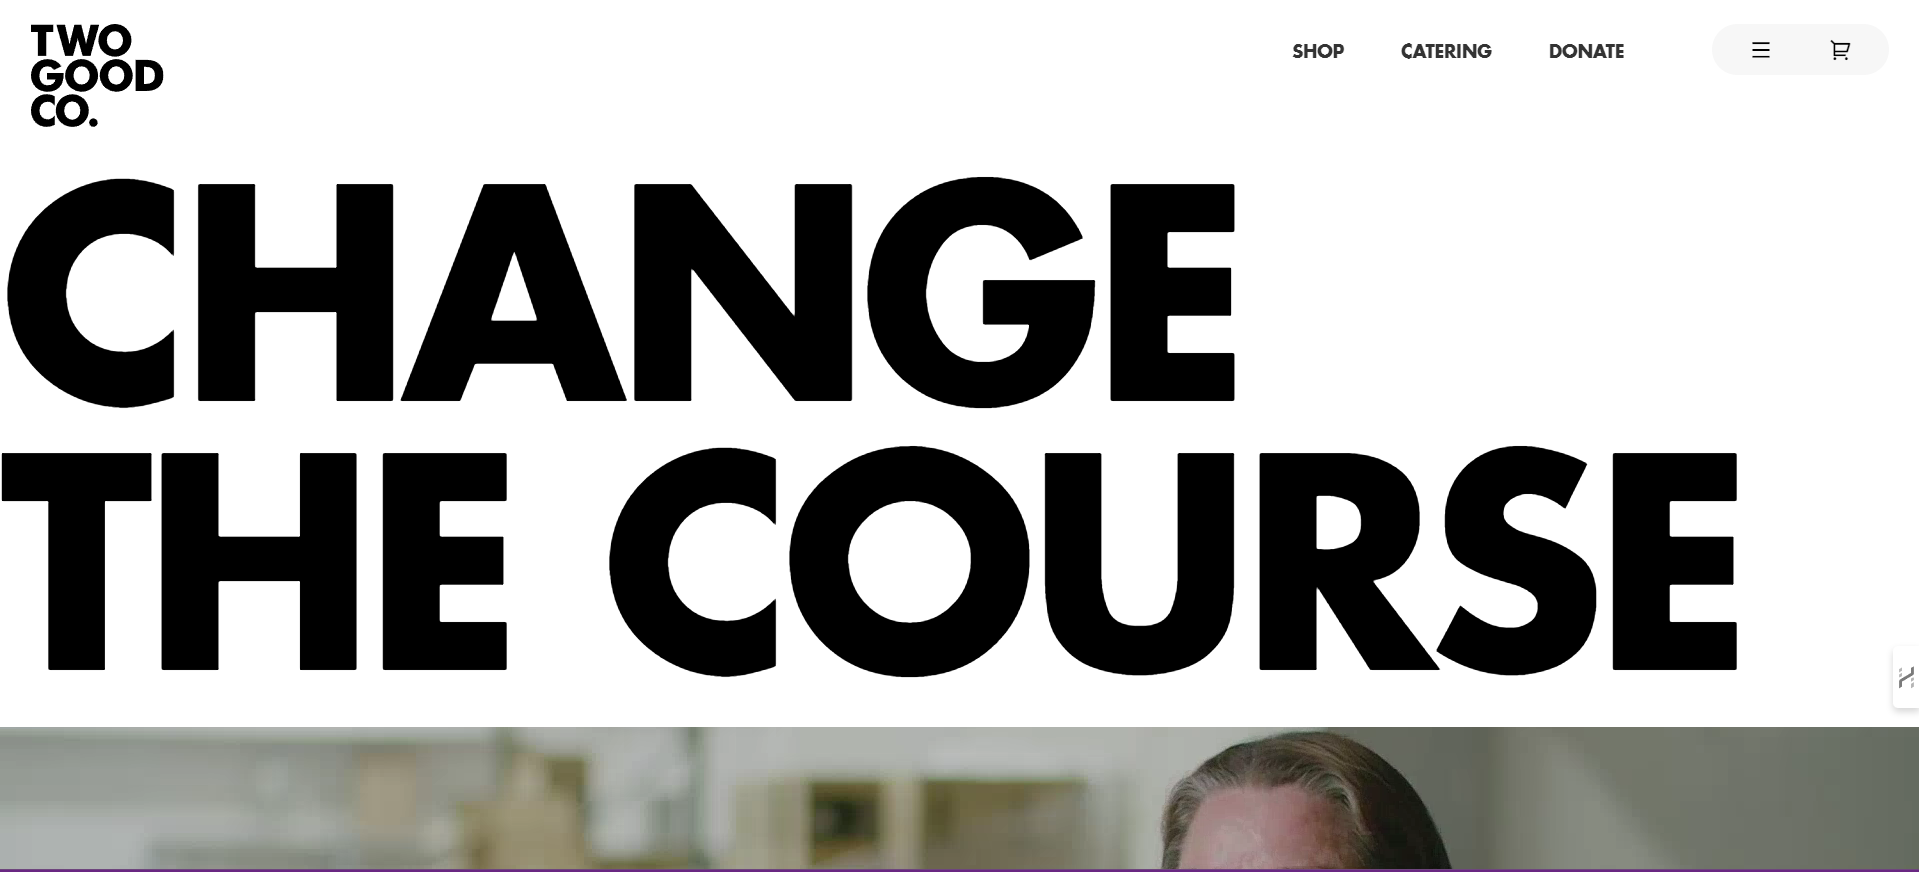 TWO
GOOD
CO.
SHOP CATERING DONATE
CHANGE
THE COURSE